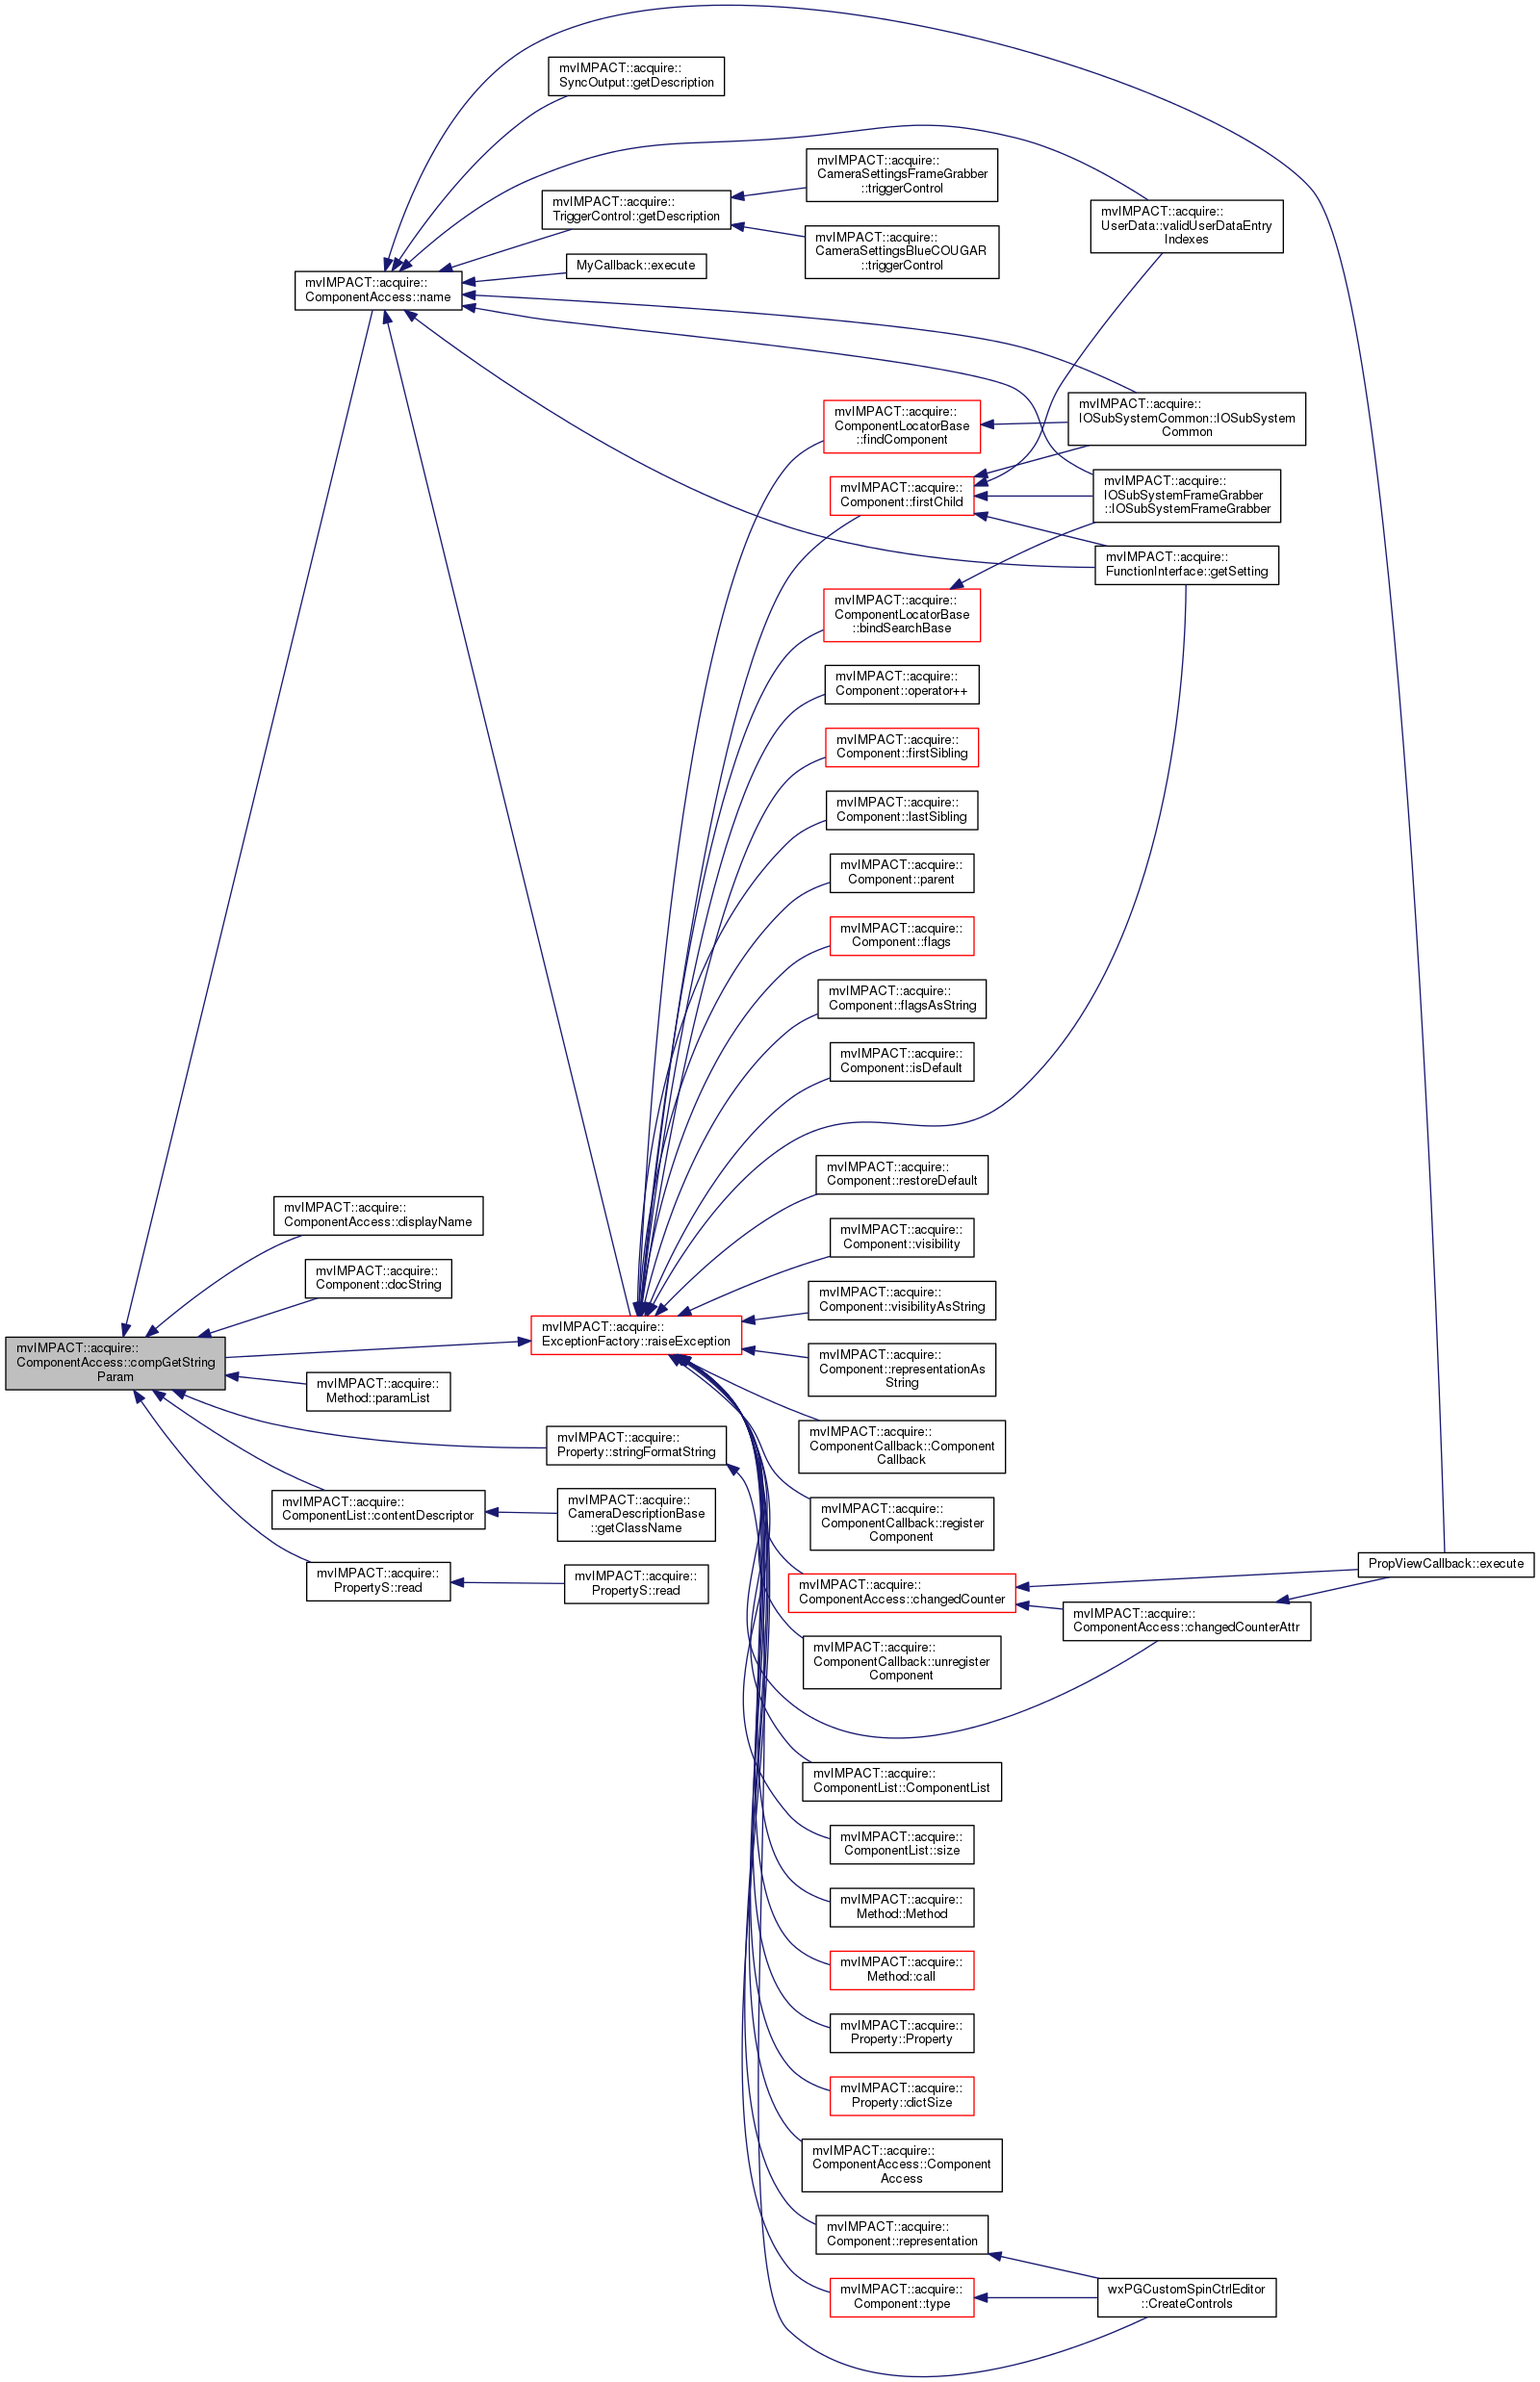 mvIMPACT::acquire::
SyncOutput::getDescription
mvIMPACT::acquire::
CameraSettingsFrameGrabber
::triggerControl
mvIMPACT::acquire::
TriggerControl::getDescription
mvIMPACT::acquire::
UserData::validUserDataEntry
Indexes
mvIMPACT::acquire::
CameraSettingsBlueCOUGAR
::triggerControl
MyCallback::execute
mvIMPACT::acquire::
ComponentAccess::name
mvIMPACT::acquire::
ComponentLocatorBase
::findComponent
mvIMPACT::acquire::
IOSubSystemCommon::IOSubSystem
Common
mvIMPACT::acquire::
Component::firstChild
mvIMPACT::acquire::
IOSubSystemFrameGrabber
::IOSubSystemFrameGrabber
mvIMPACT::acquire::
FunctionInterface::getSetting
mvIMPACT::acquire::
ComponentLocatorBase
::bindSearchBase
mvIMPACT::acquire::
Component::operator++
mvIMPACT::acquire::
Component::firstSibling
mvIMPACT::acquire::
Component::lastSibling
mvIMPACT::acquire::
Component::parent
mvIMPACT::acquire::
Component::flags
mvIMPACT::acquire::
Component::flagsAsString
mvIMPACT::acquire::
Component::isDefault
mvIMPACT::acquire::
Component::restoreDefault
mvIMPACT::acquire::
ComponentAccess::displayName
mvIMPACT::acquire::
Component::visibility
mvIMPACT::acquire::
Component::docString
mvIMPACT::acquire::
Component::visibilityAsString
mvIMPACT::acquire::
ExceptionFactory::raiseException
mvIMPACT::acquire::
ComponentAccess::compGetString
Param
mvIMPACT::acquire::
Component::representationAs
String
mvIMPACT::acquire::
Method::paramList
mvIMPACT::acquire::
Property::stringFormatString
mvIMPACT::acquire::
ComponentCallback::Component
Callback
mvIMPACT::acquire::
ComponentList::contentDescriptor
mvIMPACT::acquire::
CameraDescriptionBase
::getClassName
mvIMPACT::acquire::
ComponentCallback::register
Component
mvIMPACT::acquire::
PropertyS::read
mvIMPACT::acquire::
PropertyS::read
PropViewCallback::execute
mvIMPACT::acquire::
ComponentAccess::changedCounter
mvIMPACT::acquire::
ComponentAccess::changedCounterAttr
mvIMPACT::acquire::
ComponentCallback::unregister
Component
mvIMPACT::acquire::
ComponentList::ComponentList
mvIMPACT::acquire::
ComponentList::size
mvIMPACT::acquire::
Method::Method
mvIMPACT::acquire::
Method::call
mvIMPACT::acquire::
Property::Property
mvIMPACT::acquire::
Property::dictSize
mvIMPACT::acquire::
ComponentAccess::Component
Access
mvIMPACT::acquire::
Component::representation
mvIMPACT::acquire::
Component::type
wxPGCustomSpinCtrlEditor
::CreateControls